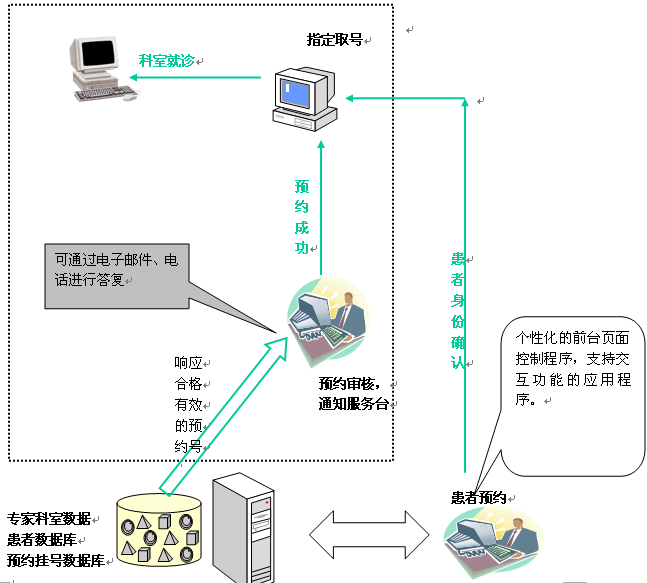 指定取号
科室就诊
预
约
成
功
可通过电子邮件、电
话进行答复
患
者
身
份
确
认
个性化的前台页面
控制程序，支持交
互功能的应用程
序。
响应
合格
有效
的预
约号
预约审核，
通知服务台
患者预约
专家科室数据
患者数据库
预约挂号数据库